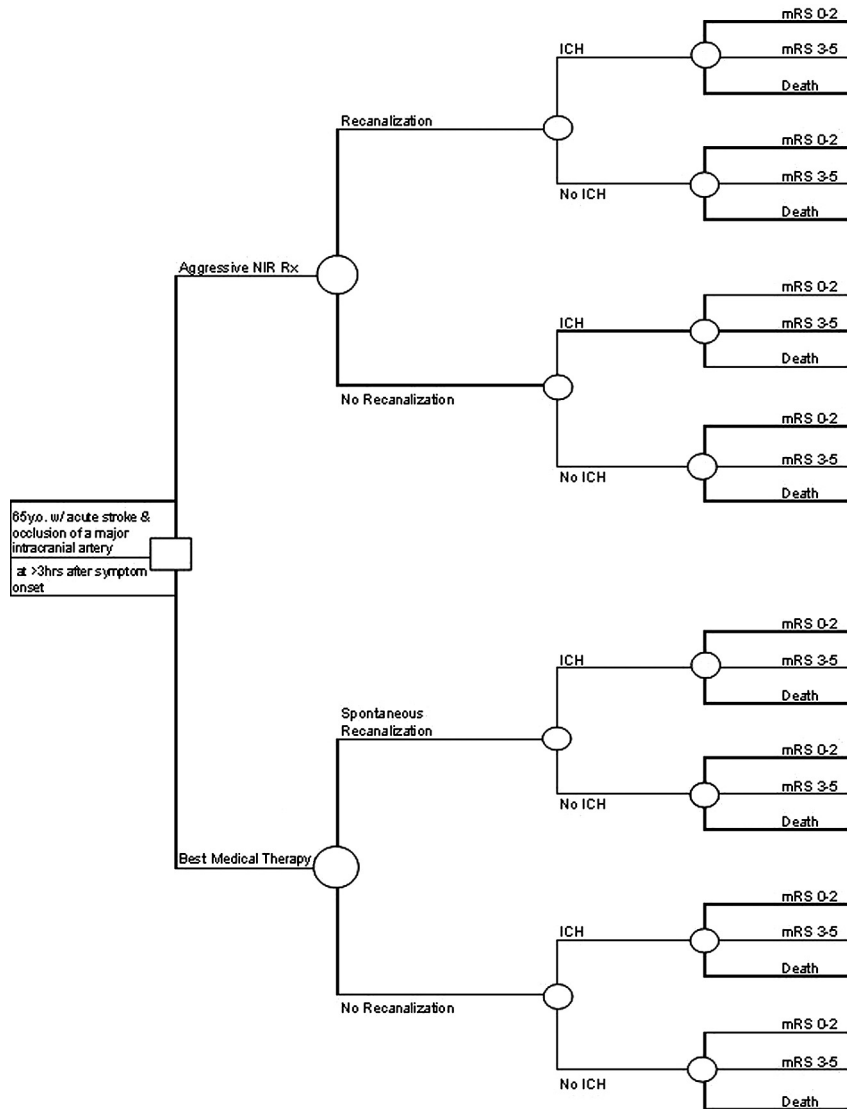 mRS 0-2
ICH
mRS 3-5
Death
Recanalization
mRS 0-2
mRS 3-5
No ICH
Death
Aggressive NIR Rx
mRS 0-2
ICH
mRS 3-5
Death
No Recanalization
mRS 0-2
mRS 3-5
No ICH
Death
65y.o. w/ acute stroke &
occlusion of a major
intracranial artery
at >3hrs after symptom
onset
mRS 0-2
ICH
mRS 3-5
Death
Spontaneous
Recanalization
mRS 0-2
mRS 3-5
No ICH
Death
Best Medical Therapy
mRS 0-2
ICH
mRS 3-5
Death
No Recanalization
mRS 0-2
mRS 3-5
No ICH
Death